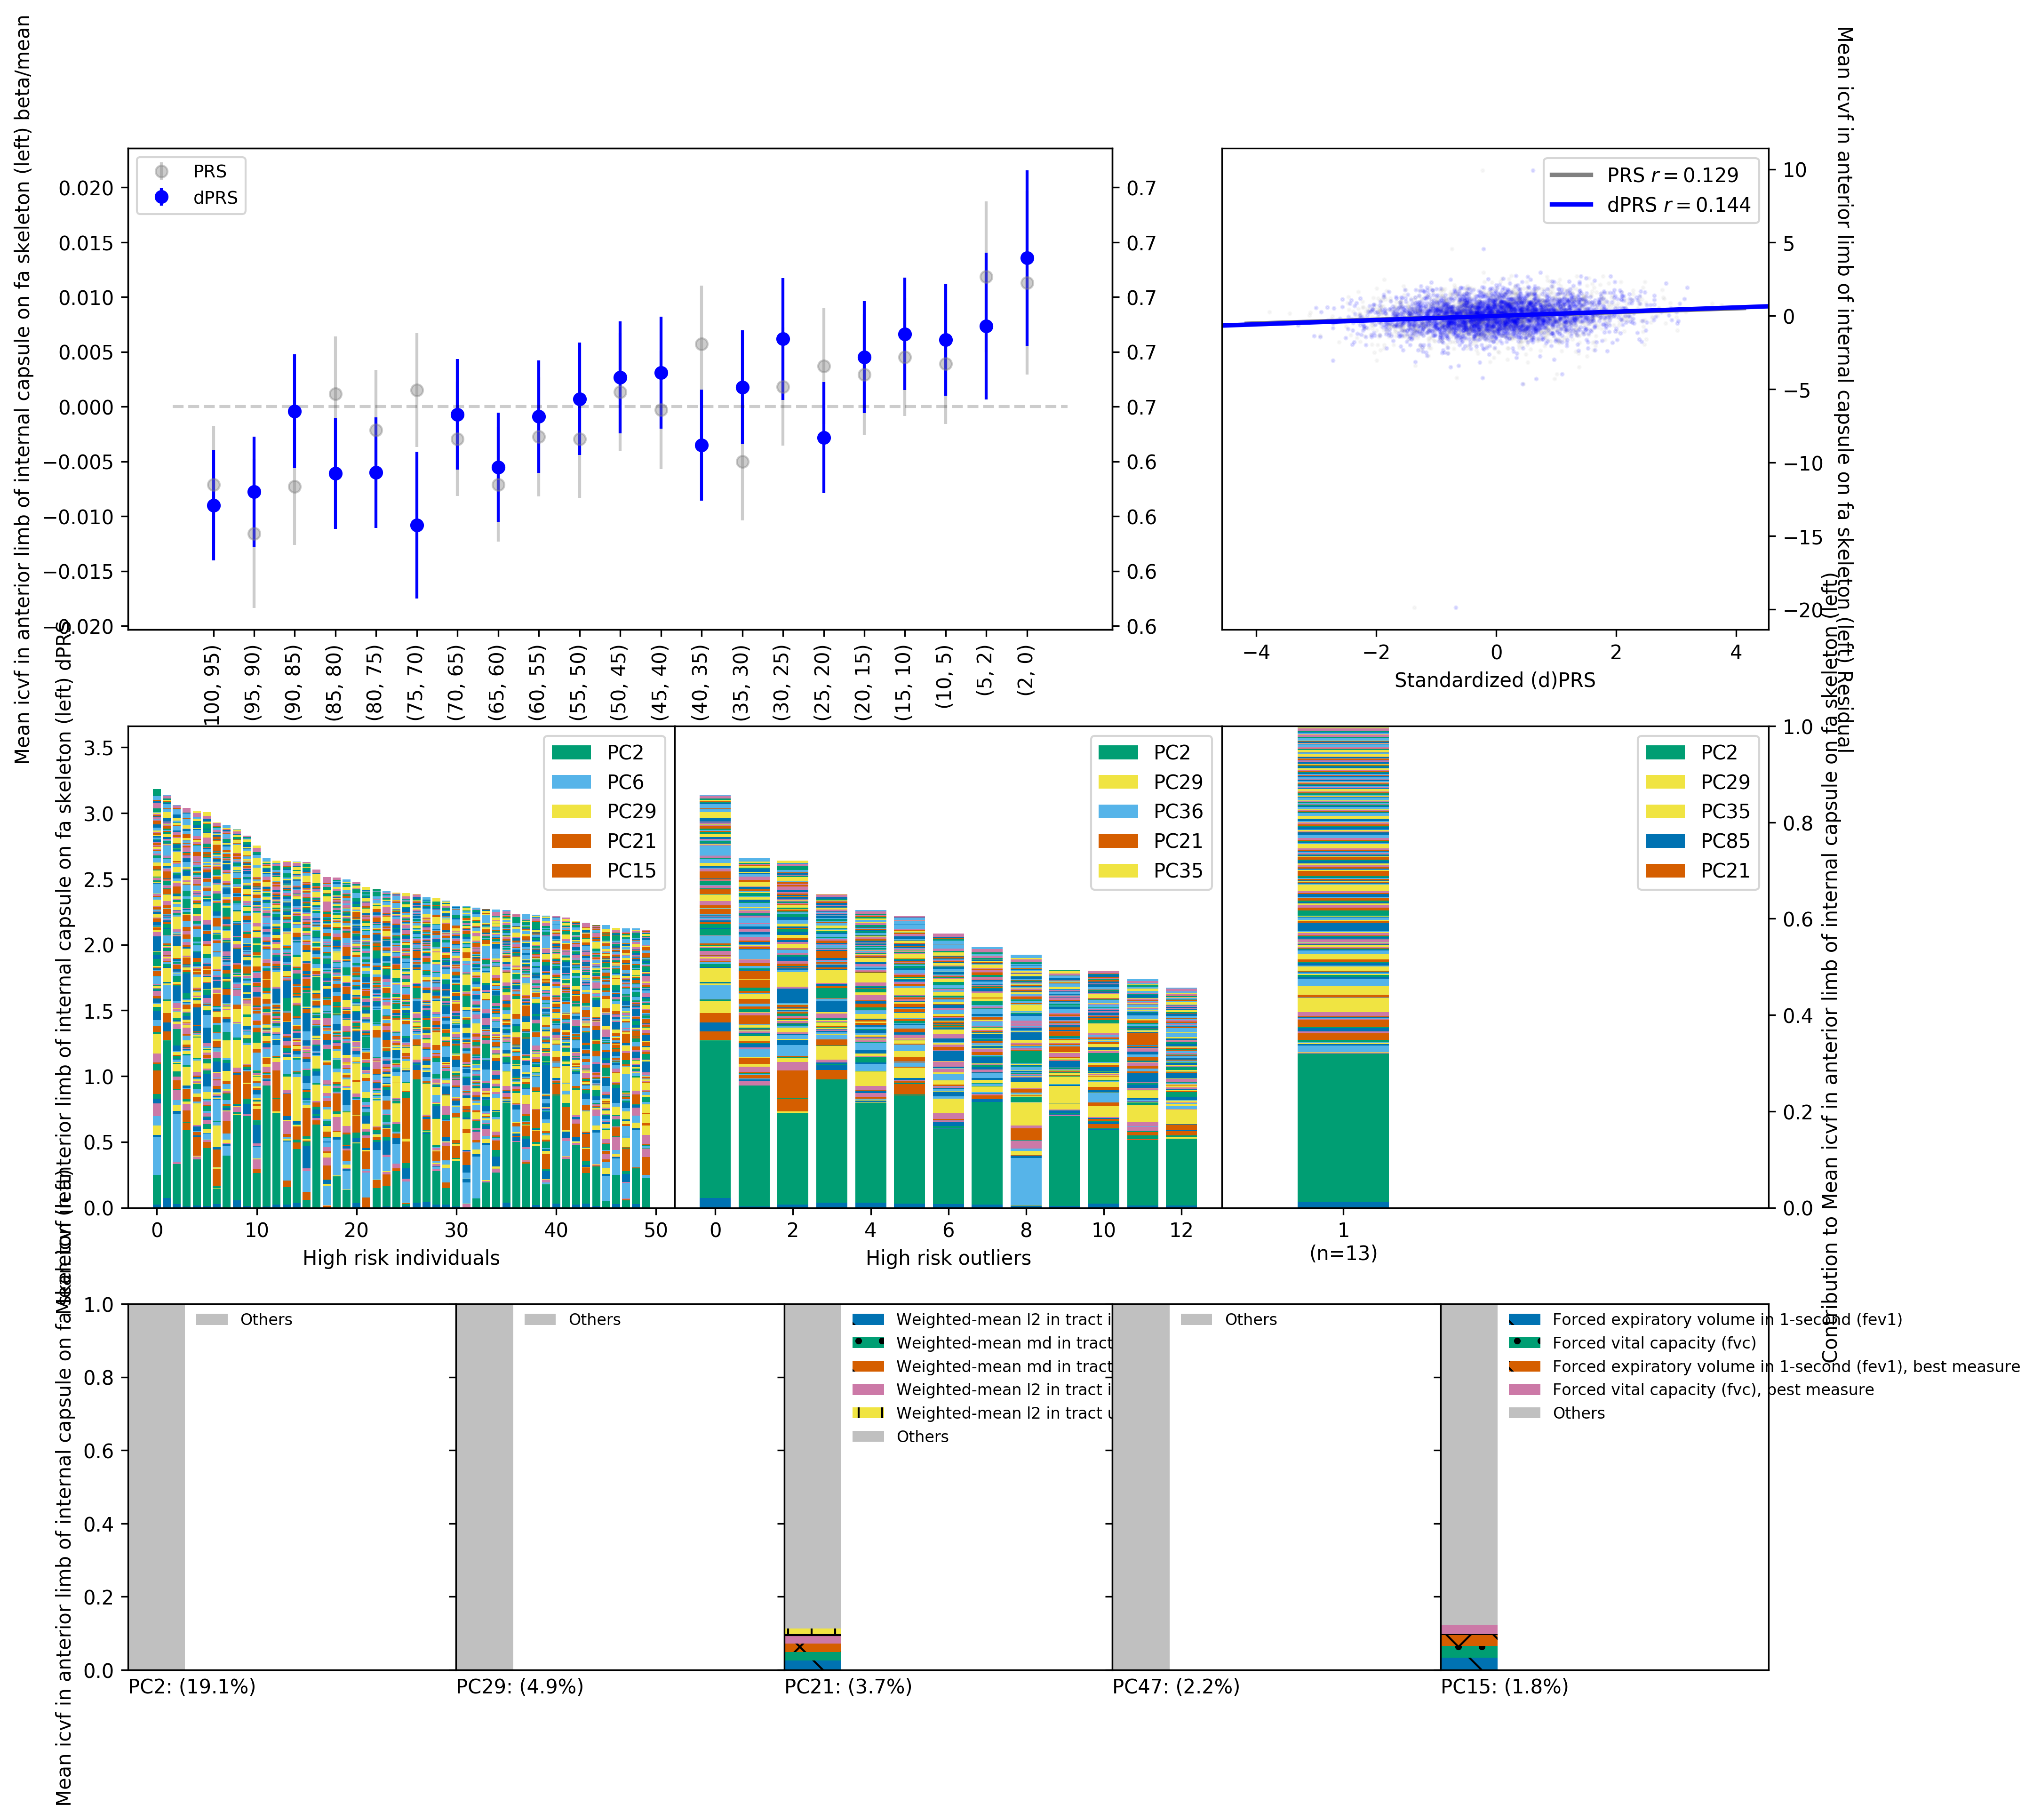 Mean icvf in anterior limb of internal capsule on fa skeleton (left) beta/mean
PRS
dPRS
0.020
0.015
0.010
0.005
0.000
−0.005
−0.010
−0.015
−0.020
0.7
0.7
0.7
0.7
0.7
0.6
0.6
0.6
0.6
100, 95)
(95, 90)
(90, 85)
(85, 80)
(80, 75)
(75, 70)
(70, 65)
(65, 60)
(60, 55)
(55, 50)
(50, 45)
(45, 40)
(40, 35)
(35, 30)
(30, 25)
(25, 20)
(20, 15)
(15, 10)
(10, 5)
(5, 2)
(2, 0)
PRS r = 0.129
dPRS r = 0.144
10
5
0
−5
−10
−15
−20
−4
−2
0
2
4
Standardized (d)PRS
Mean icvf in anterior limb of internal capsule on fa skeleton (left) Residual
Mean icvf in anterior limb of internal capsule on fa skeleton (left) dPRS
3.5
3.0
2.5
2.0
1.5
1.0
0.5
0.0
PC2
PC6
PC29
PC21
PC15
0
10
20
30
40
50
High risk individuals
PC2
PC29
PC36
PC21
PC35
0
2
4
6
8
10
12
High risk outliers
PC2
PC29
PC35
PC85
PC21
1
(n=13)
1.0
0.8
0.6
0.4
0.2
0.0
Contribution to Mean icvf in anterior limb of internal capsule on fa skeleton (left)
Mean icvf in anterior limb of internal capsule on fa skeleton (left)
1.0
0.8
0.6
0.4
0.2
0.0
Others
PC2: (19.1%)
Others
PC29: (4.9%)
Weighted-mean l2 in tract i
Weighted-mean md in tract
Weighted-mean md in tract
Weighted-mean l2 in tract i
Weighted-mean l2 in tract u
Others
PC21: (3.7%)
Others
PC47: (2.2%)
Forced expiratory volume in 1-second (fev1)
Forced vital capacity (fvc)
Forced expiratory volume in 1-second (fev1), best measure
Forced vital capacity (fvc), best measure
Others
PC15: (1.8%)